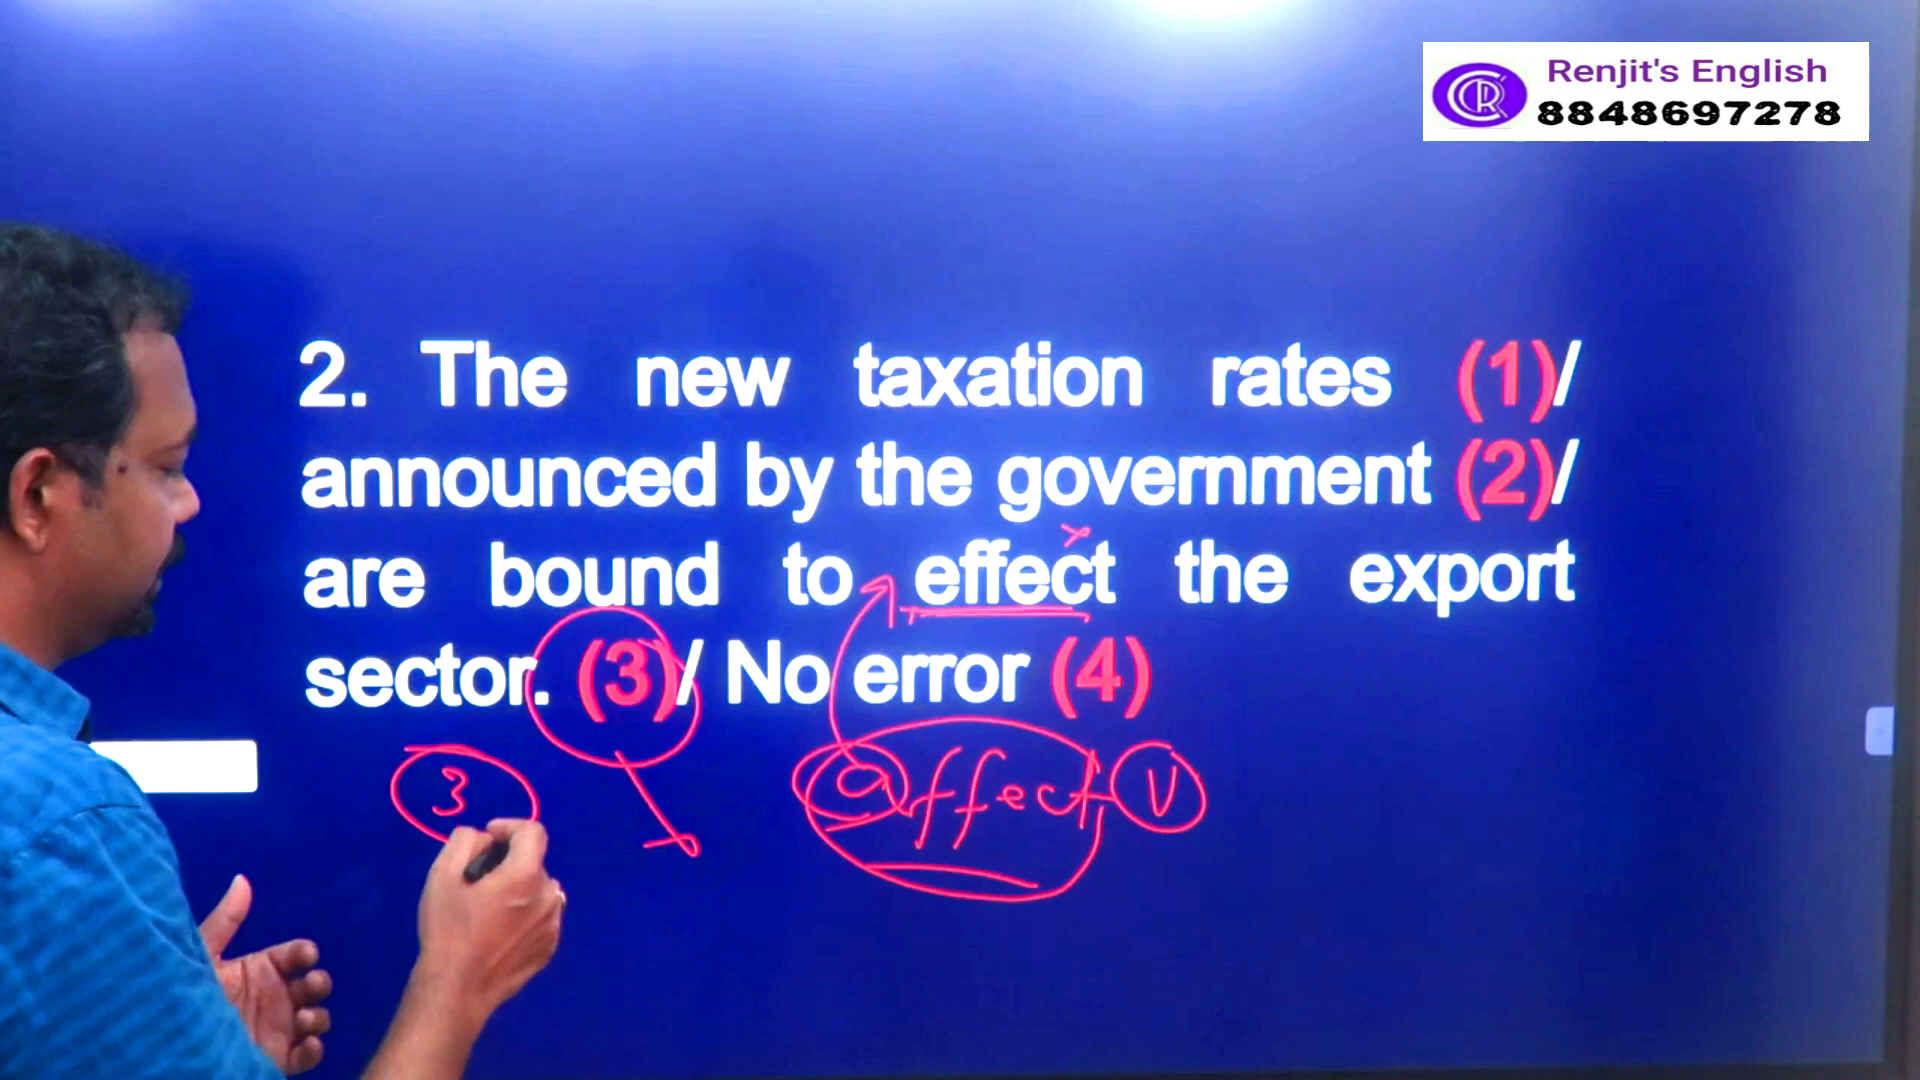 Renjit's English
8848697278
2. The new taxation rates (1)/
announced by the government (2)/
are bound to effect the export
sector. (3)/ No error (4)
3
affect V